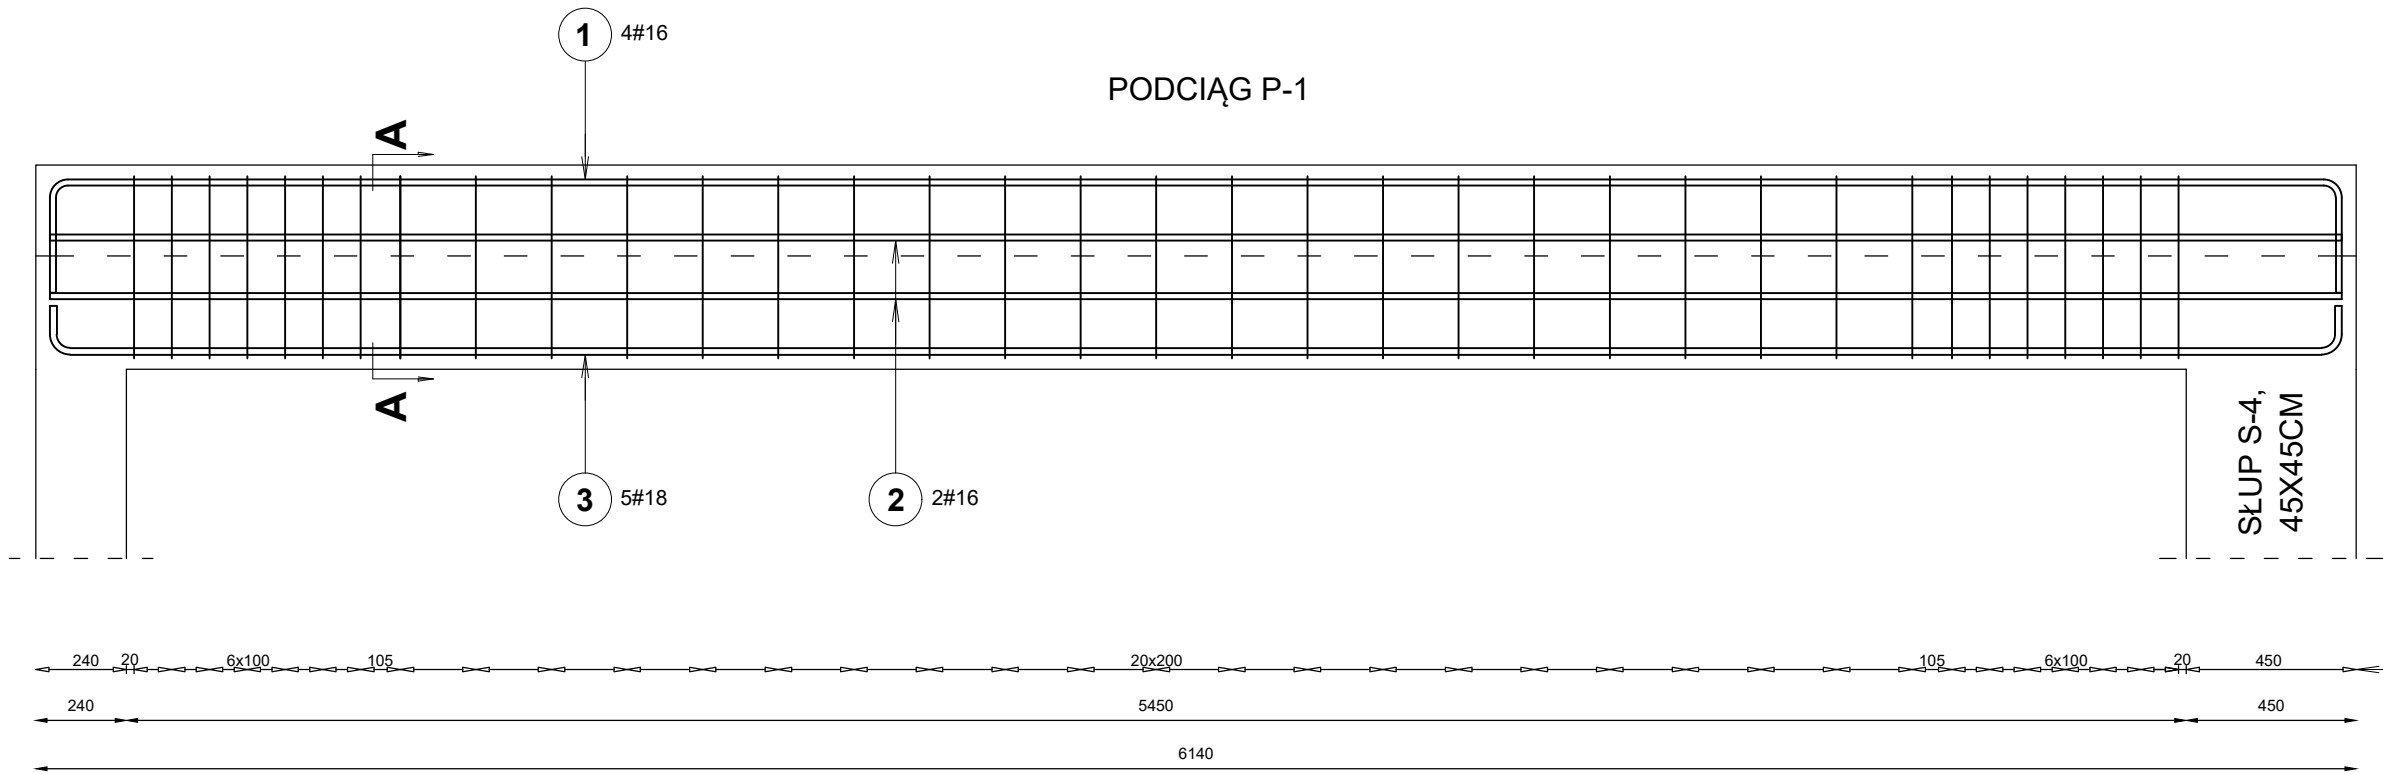 1 4#16
PODCIĄG P-1
A
A
3 5#18
2 2#16
SŁUP S-4,
45X45CM
240 20 6x100 105 20x200 105 6x100 20 450
240 5450 450
6140